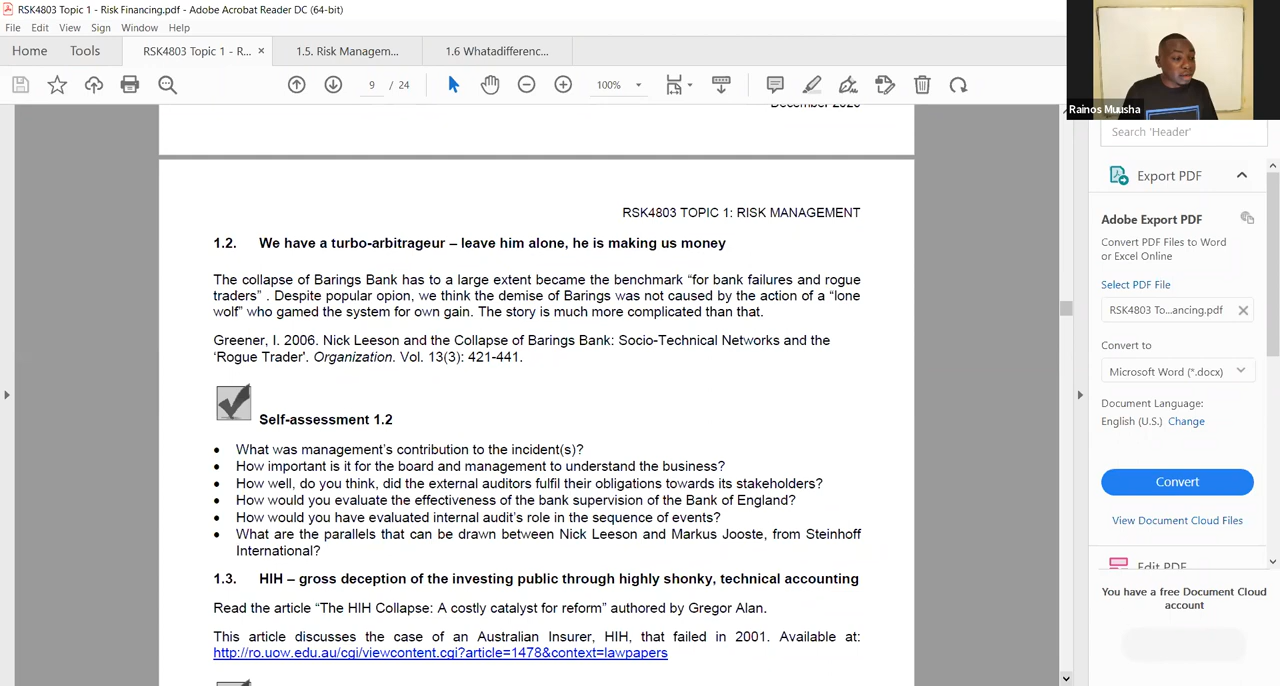 RSK4803 Topic 1 - Risk Financing.pdf - Adobe Acrobat Reader DC (64-bit)
File Edit View Sign Window Help
Home Tools RSK4803 Topic 1 - R... × 1.5. Risk Managem... 1.6 Whatadifferenc...
9 / 24 100%
Rainos Muusha
December 2020
Search 'Header'
Export PDF
Adobe Export PDF
Convert PDF Files to Word
or Excel Online
Select PDF File
RSK4803 To...ancing.pdf
Convert to
Microsoft Word (*.docx)
Document Language:
English (U.S.) Change
Convert
View Document Cloud Files
Edit PDF
You have a free Document Cloud
account
RSK4803 TOPIC 1: RISK MANAGEMENT
1.2. We have a turbo-arbitrageur – leave him alone, he is making us money
The collapse of Barings Bank has to a large extent became the benchmark “for bank failures and rogue
traders” . Despite popular opion, we think the demise of Barings was not caused by the action of a “lone
wolf” who gamed the system for own gain. The story is much more complicated than that.
Greener, I. 2006. Nick Leeson and the Collapse of Barings Bank: Socio-Technical Networks and the
‘Rogue Trader’. Organization. Vol. 13(3): 421-441.
Self-assessment 1.2
• What was management’s contribution to the incident(s)?
• How important is it for the board and management to understand the business?
• How well, do you think, did the external auditors fulfil their obligations towards its stakeholders?
• How would you evaluate the effectiveness of the bank supervision of the Bank of England?
• How would you have evaluated internal audit’s role in the sequence of events?
• What are the parallels that can be drawn between Nick Leeson and Markus Jooste, from Steinhoff
International?
1.3. HIH – gross deception of the investing public through highly shonky, technical accounting
Read the article “The HIH Collapse: A costly catalyst for reform” authored by Gregor Alan.
This article discusses the case of an Australian Insurer, HIH, that failed in 2001. Available at:
http://ro.uow.edu.au/cgi/viewcontent.cgi?article=1478&context=lawpapers